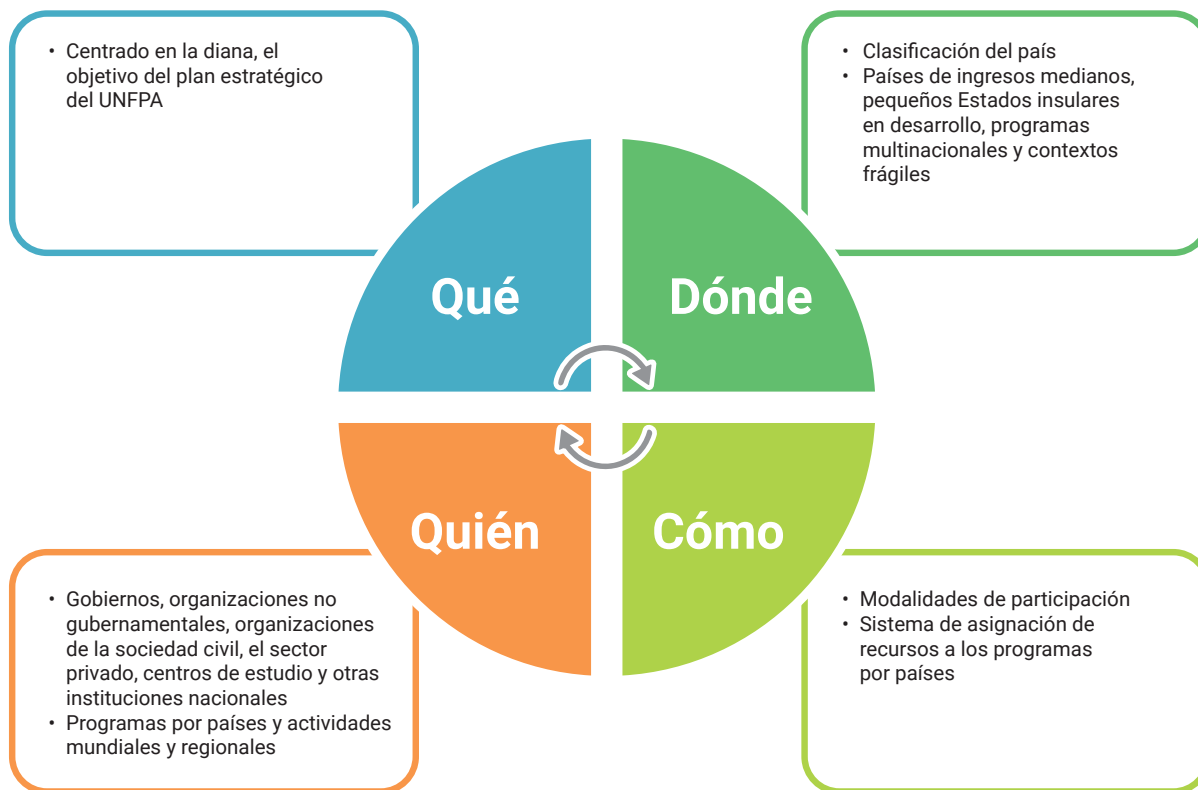 • Centrado en la diana, el
objetivo del plan estratégico
del UNFPA
• Clasificación del país
• Países de ingresos medianos,
pequeños Estados insulares
en desarrollo, programas
multinacionales y contextos
frágiles
Qué
Dónde
Quién
Cómo
• Gobiernos, organizaciones no
gubernamentales, organizaciones
de la sociedad civil, el sector
privado, centros de estudio y otras
instituciones nacionales
• Programas por países y actividades
mundiales y regionales
• Modalidades de participación
• Sistema de asignación de
recursos a los programas
por países